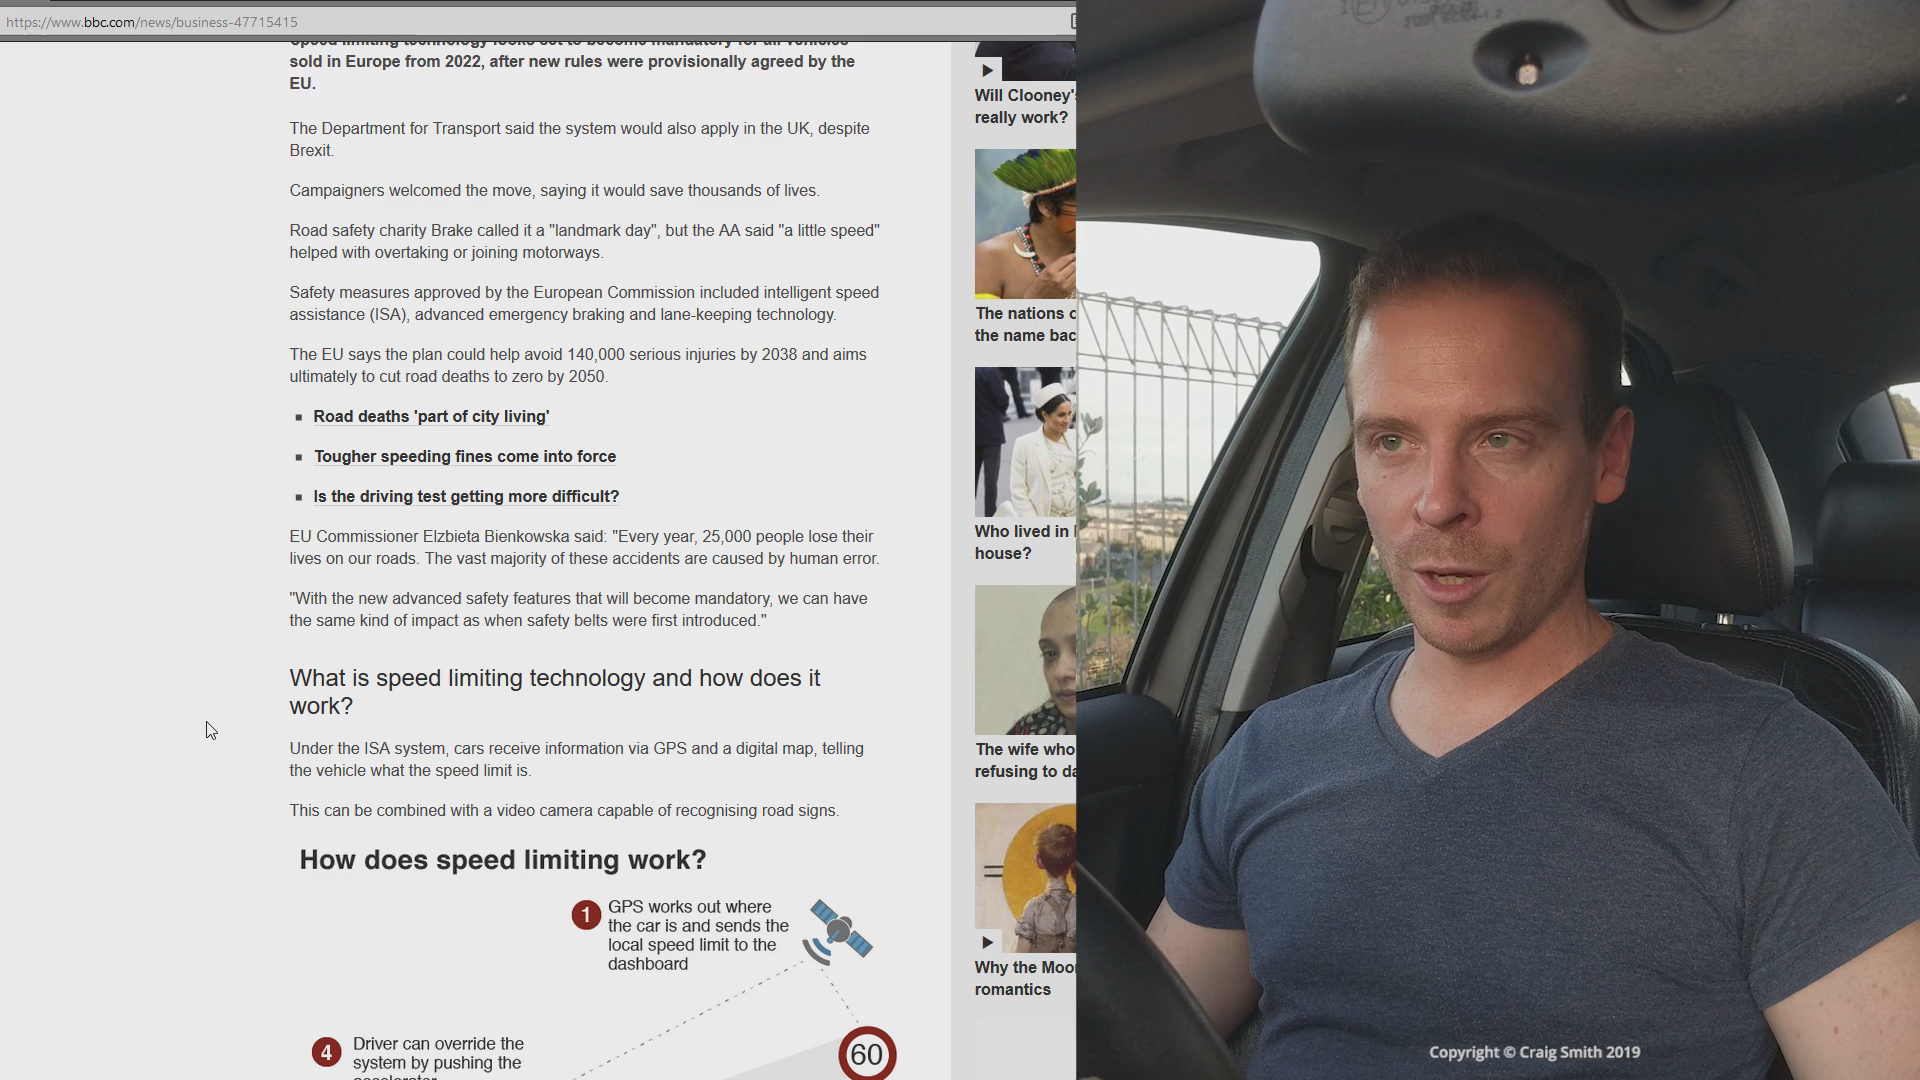 https://www.bbc.com/news/business-47715415
speed limiting technology looks set to become mandatory for all vehicles
sold in Europe from 2022, after new rules were provisionally agreed by the
EU.
The Department for Transport said the system would also apply in the UK, despite
Brexit.
Campaigners welcomed the move, saying it would save thousands of lives.
Road safety charity Brake called it a "landmark day", but the AA said "a little speed"
helped with overtaking or joining motorways.
Safety measures approved by the European Commission included intelligent speed
assistance (ISA), advanced emergency braking and lane-keeping technology.
The EU says the plan could help avoid 140,000 serious injuries by 2038 and aims
ultimately to cut road deaths to zero by 2050.
Road deaths 'part of city living'
Tougher speeding fines come into force
Is the driving test getting more difficult?
EU Commissioner Elzbieta Bienkowska said: "Every year, 25,000 people lose their
lives on our roads. The vast majority of these accidents are caused by human error.
"With the new advanced safety features that will become mandatory, we can have
the same kind of impact as when safety belts were first introduced."
What is speed limiting technology and how does it
work?
Under the ISA system, cars receive information via GPS and a digital map, telling
the vehicle what the speed limit is.
This can be combined with a video camera capable of recognising road signs.
How does speed limiting work?
1 GPS works out where
the car is and sends the
local speed limit to the
dashboard
4 Driver can override the
system by pushing the
60
Will Clooney's
really work?
The nations
the name
Who lived in
house?
The wife who
refusing to
Why the
romantics
Copyright © Craig Smith 2019